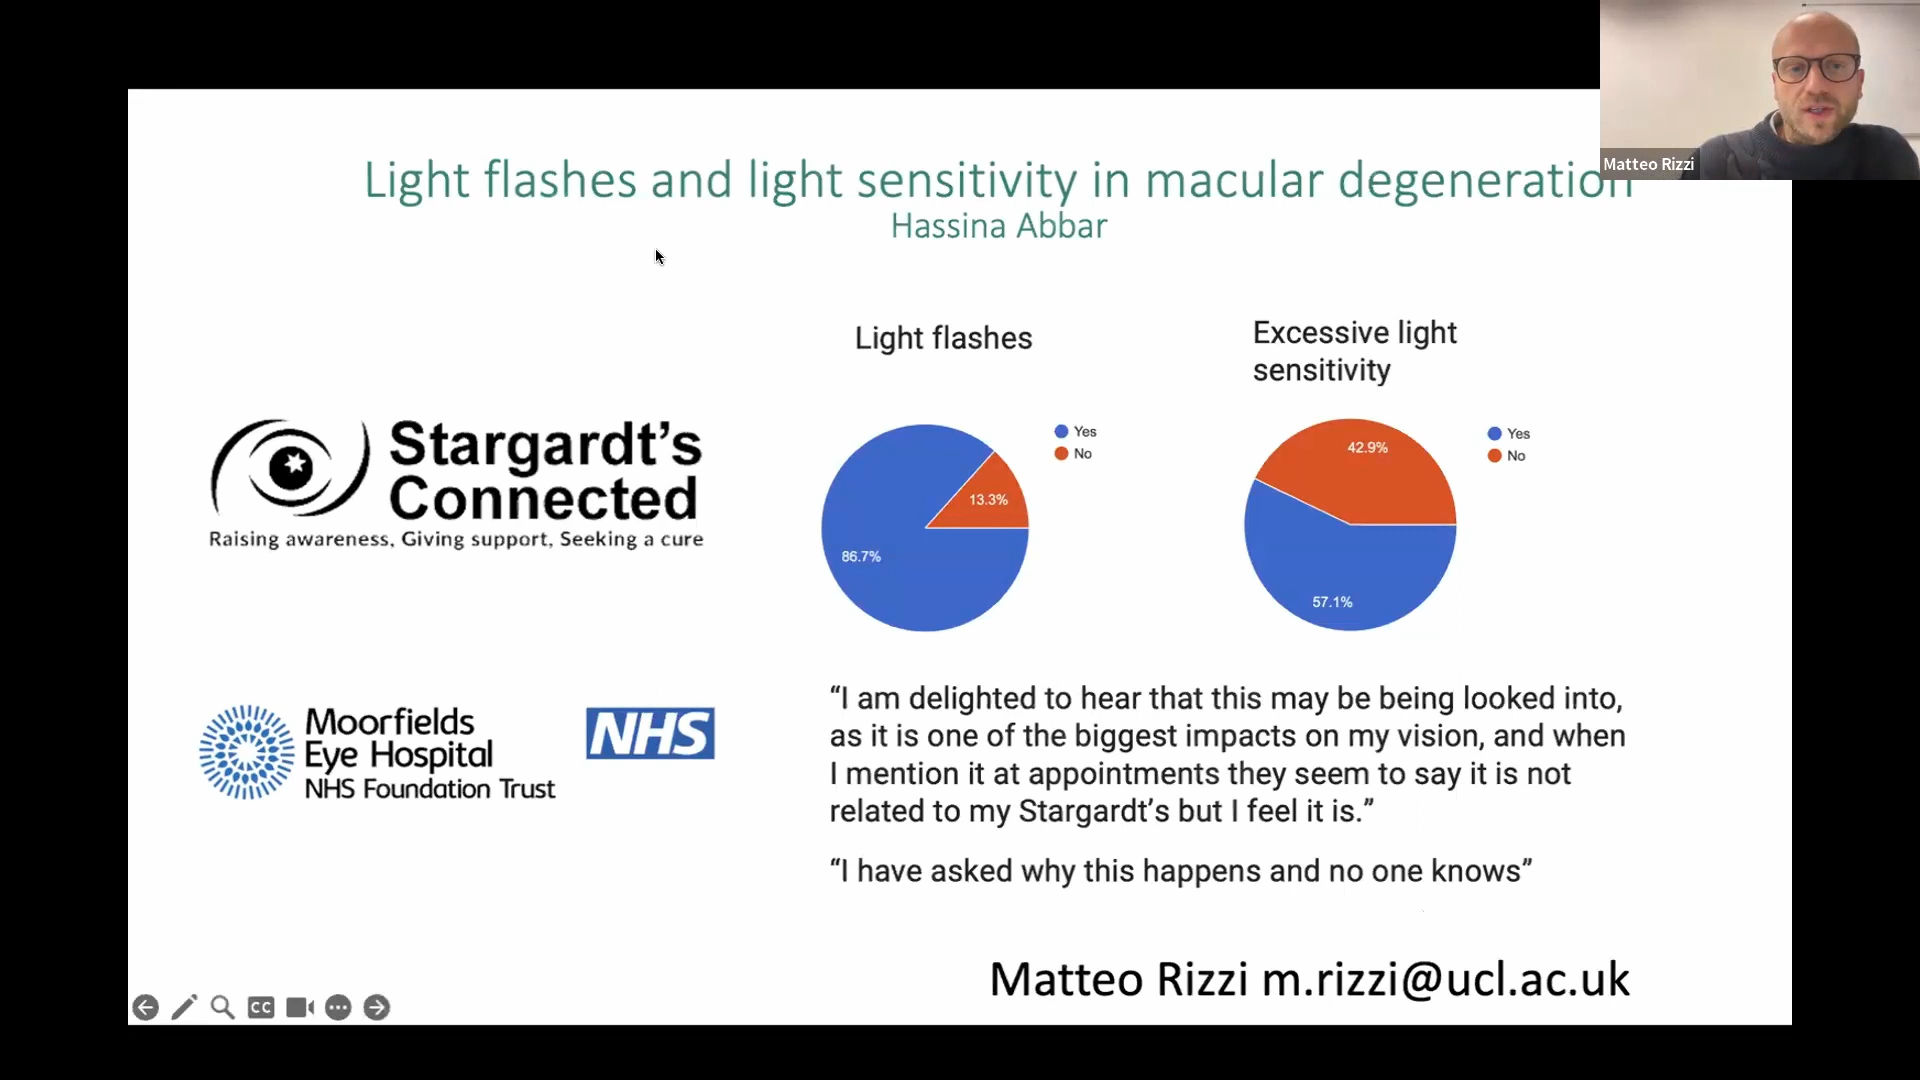 Matteo Rizzi
Light flashes and light sensitivity in macular degeneration
Hassina Abbar
Light flashes
Yes
No
13.3%
86.7%
Excessive light
sensitivity
Yes
No
42.9%
57.1%
Stargardt’s
Connected
Raising awareness, Giving support, Seeking a cure
Moorfields
Eye Hospital
NHS Foundation Trust
NHS
“I am delighted to hear that this may be being looked into,
as it is one of the biggest impacts on my vision, and when
I mention it at appointments they seem to say it is not
related to my Stargardt’s but I feel it is.”
“I have asked why this happens and no one knows”
Matteo Rizzi m.rizzi@ucl.ac.uk
CC